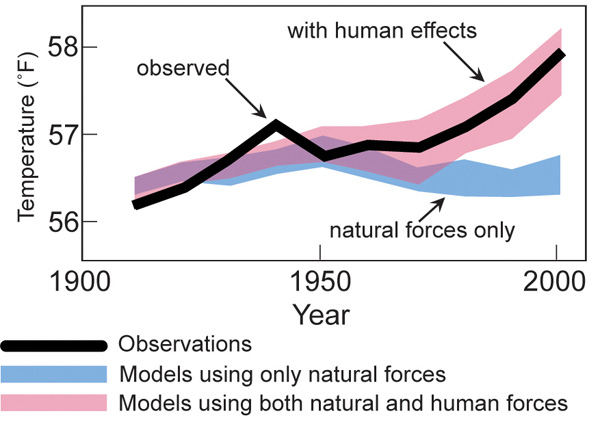 58
with human effects
observed
Temperature (˚F)
57
56
natural forces only
1900
1950
2000
Year
Observations
Models using only natural forces
Models using both natural and human forces